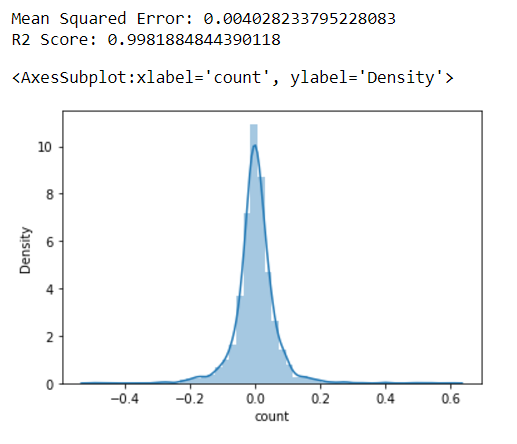 Mean Squared Error: 0.004028233795228083
R2 Score: 0.9981884844390118
<AxesSubplot:xlabel='count', ylabel='Density'>
10
8
6
4
2
0
Density
−0.4 −0.2 0.0 0.2 0.4 0.6
count